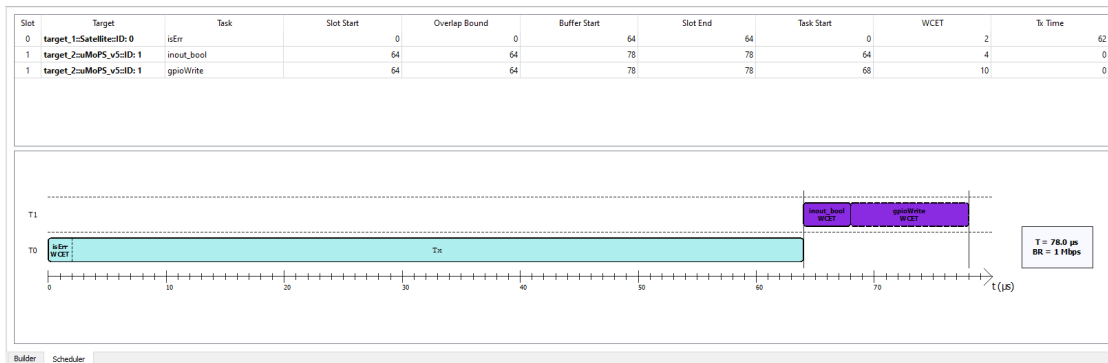 Slot Target Task Slot Start Overlap Bound Buffer Start Slot End Task Start WCET Tx Time
0 target_1::Satellite::ID: 0 isErr 0 0 64 64 0 2 62
1 target_2::uMoPS_v5::ID: 1 inout_bool 64 64 78 78 64 4 0
1 target_2::uMoPS_v5::ID: 1 gpioWrite 64 64 78 78 68 10 0
T1
inout_bool
WCET
gpioWrite
WCET
T0
isErr
WCET
Tx
T = 78.0 µs
BR = 1 Mbps
0 10 20 30 40 50 60 70
t (µs)
Builder Scheduler